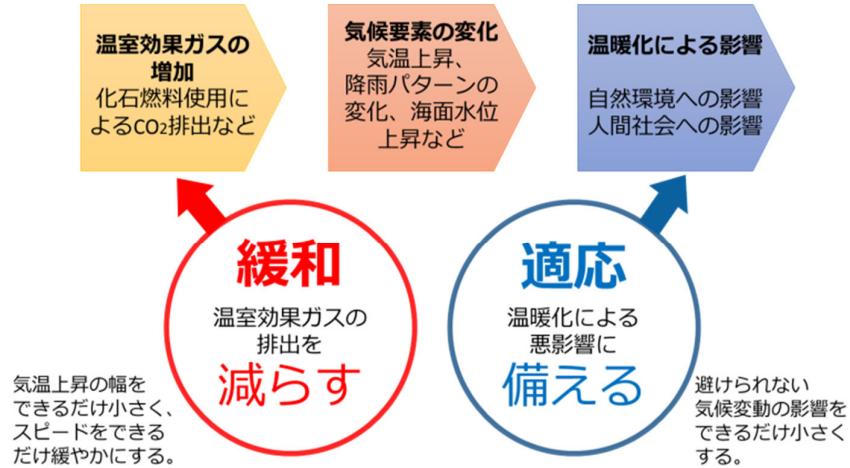 温室効果ガスの
増加
化石燃料使用に
よるCO₂排出など
気候要素の変化
気温上昇、
降雨パターンの
変化、海面水位
上昇など
温暖化による影響
自然環境への影響
人間社会への影響
緩和
温室効果ガスの
排出を
減らす
気温上昇の幅を
できるだけ小さく、
スピードをできる
だけ緩やかにする。
適応
温暖化による
悪影響に
備える
避けられない
気候変動の影響を
できるだけ小さく
する。